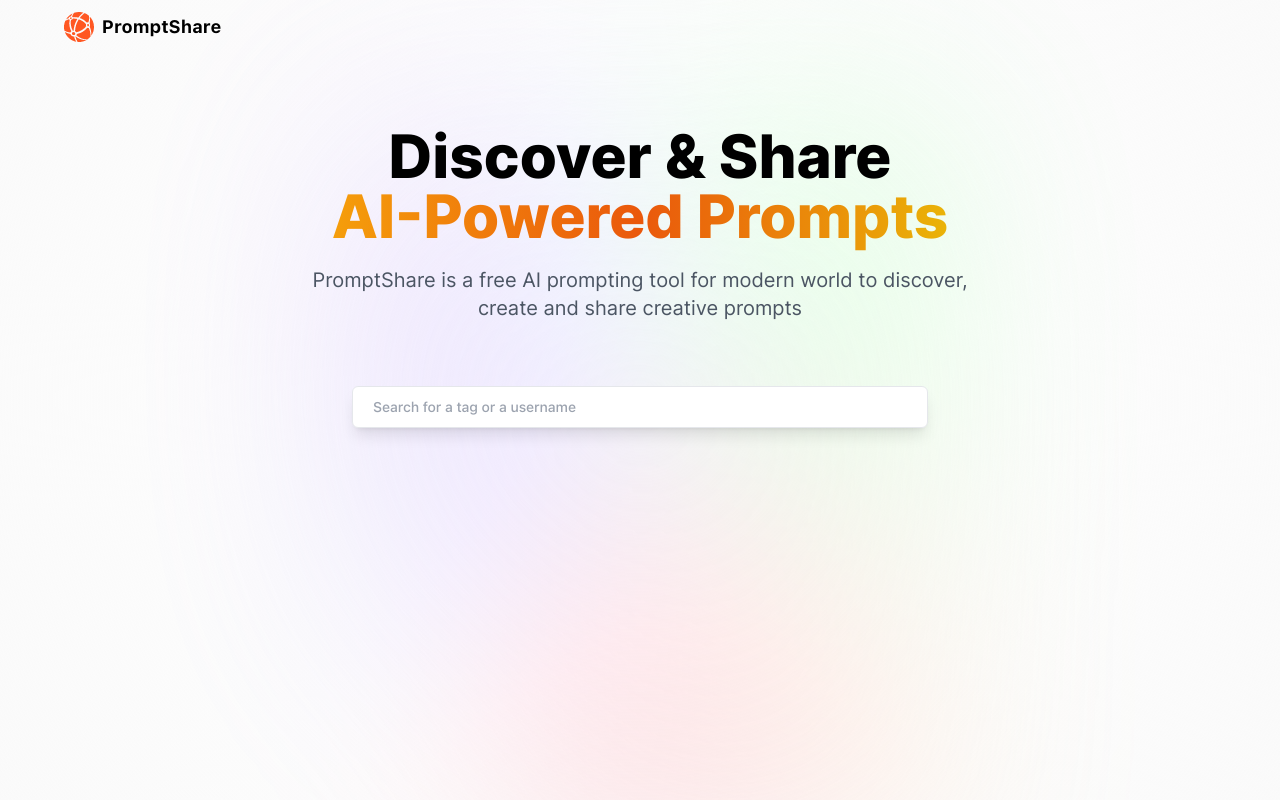 PromptShare
Discover & Share
AI-Powered Prompts
PromptShare is a free AI prompting tool for modern world to discover,
create and share creative prompts
Search for a tag or a username